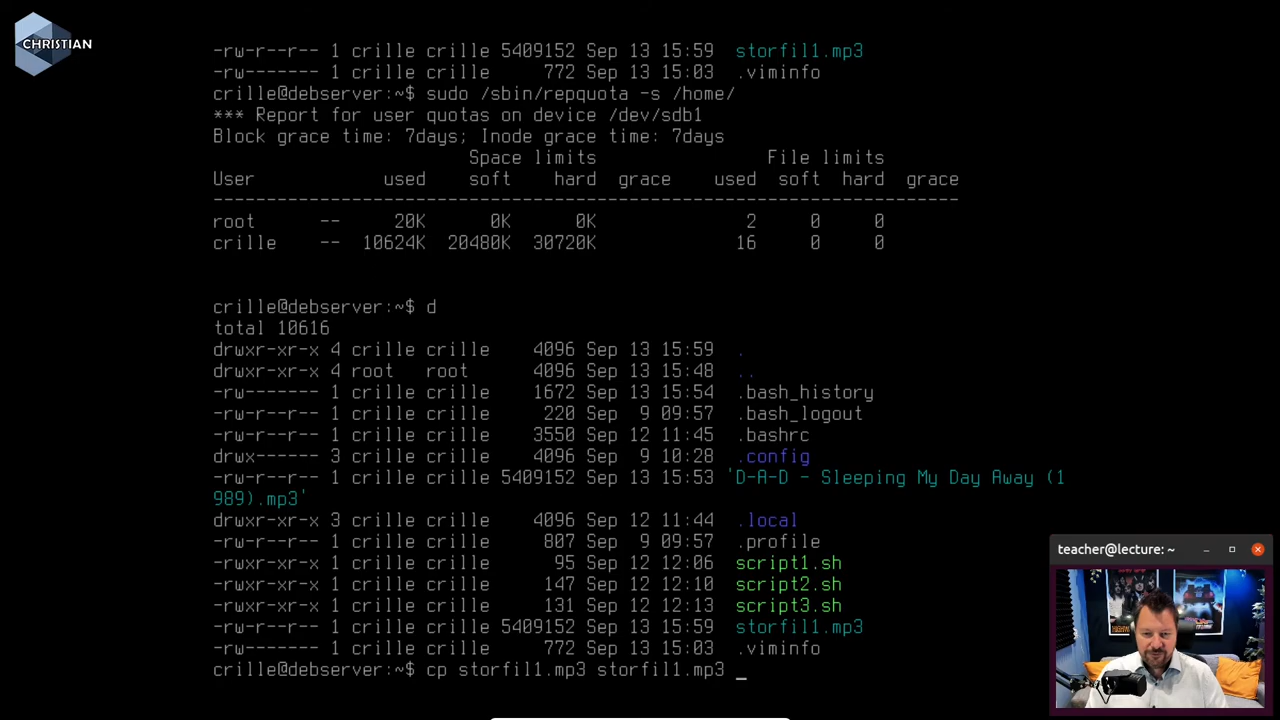 CHRISTIAN
-rw-r--r-- 1 crille crille 5409152 Sep 13 15:59 storfil1.mp3
-rw------- 1 crille crille 772 Sep 13 15:03 .viminfo
crille@debserver:~$ sudo /sbin/repquota -s /home/
*** Report for user quotas on device /dev/sdb1
Block grace time: 7days; Inode grace time: 7days
Space limits File limits
User used soft hard grace used soft hard grace
----------------------------------------------------------------------
root -- 20K 0K 0K 2 0 0
crille -- 10624K 20480K 30720K 16 0 0
crille@debserver:~$ d
total 10616
drwxr-xr-x 4 crille crille 4096 Sep 13 15:59 .
drwxr-xr-x 4 root root 4096 Sep 13 15:48 ..
-rw------- 1 crille crille 1672 Sep 13 15:54 .bash_history
-rw-r--r-- 1 crille crille 220 Sep 9 09:57 .bash_logout
-rw-r--r-- 1 crille crille 3550 Sep 12 11:45 .bashrc
drwx------ 3 crille crille 4096 Sep 9 10:28 .config
-rw-r--r-- 1 crille crille 5409152 Sep 13 15:53 'D-A-D - Sleeping My Day Away (1
989).mp3'
drwxr-xr-x 3 crille crille 4096 Sep 12 11:44 .local
-rw-r--r-- 1 crille crille 807 Sep 9 09:57 .profile
-rwxr-xr-x 1 crille crille 95 Sep 12 12:06 script1.sh
-rwxr-xr-x 1 crille crille 147 Sep 12 12:10 script2.sh
-rwxr-xr-x 1 crille crille 131 Sep 12 12:13 script3.sh
-rw-r--r-- 1 crille crille 5409152 Sep 13 15:59 storfil1.mp3
-rw------- 1 crille crille 772 Sep 13 15:03 .viminfo
crille@debserver:~$ cp storfil1.mp3 storfil1.mp3 _
teacher@lecture: ~